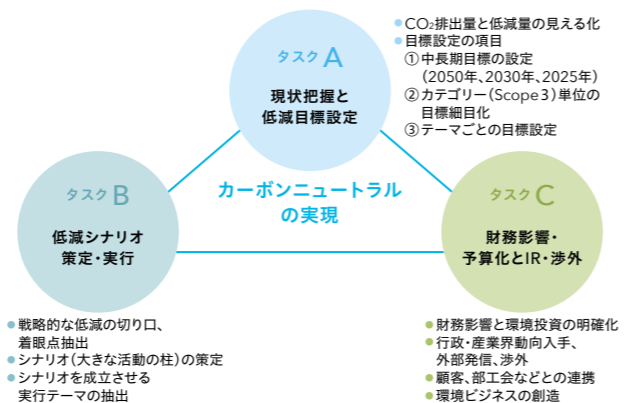 タスク A
現状把握と
低減目標設定
●CO₂排出量と低減量の見える化
●目標設定の項目
①中長期目標の設定
（2050年、2030年、2025年）
②カテゴリー（Scope3）単位の
目標細目化
③テーマごとの目標設定
カーボンニュートラル
の実現
タスク B
低減シナリオ
策定・実行
●戦略的な低減の切り口、
着眼点抽出
●シナリオ（大きな活動の柱）の策定
●シナリオを成立させる
実行テーマの抽出
タスク C
財務影響・
予算化とIR・渉外
●財務影響と環境投資の明確化
●行政・産業界動向入手、
外部発信、渉外
●顧客、部工会などとの連携
●環境ビジネスの創造